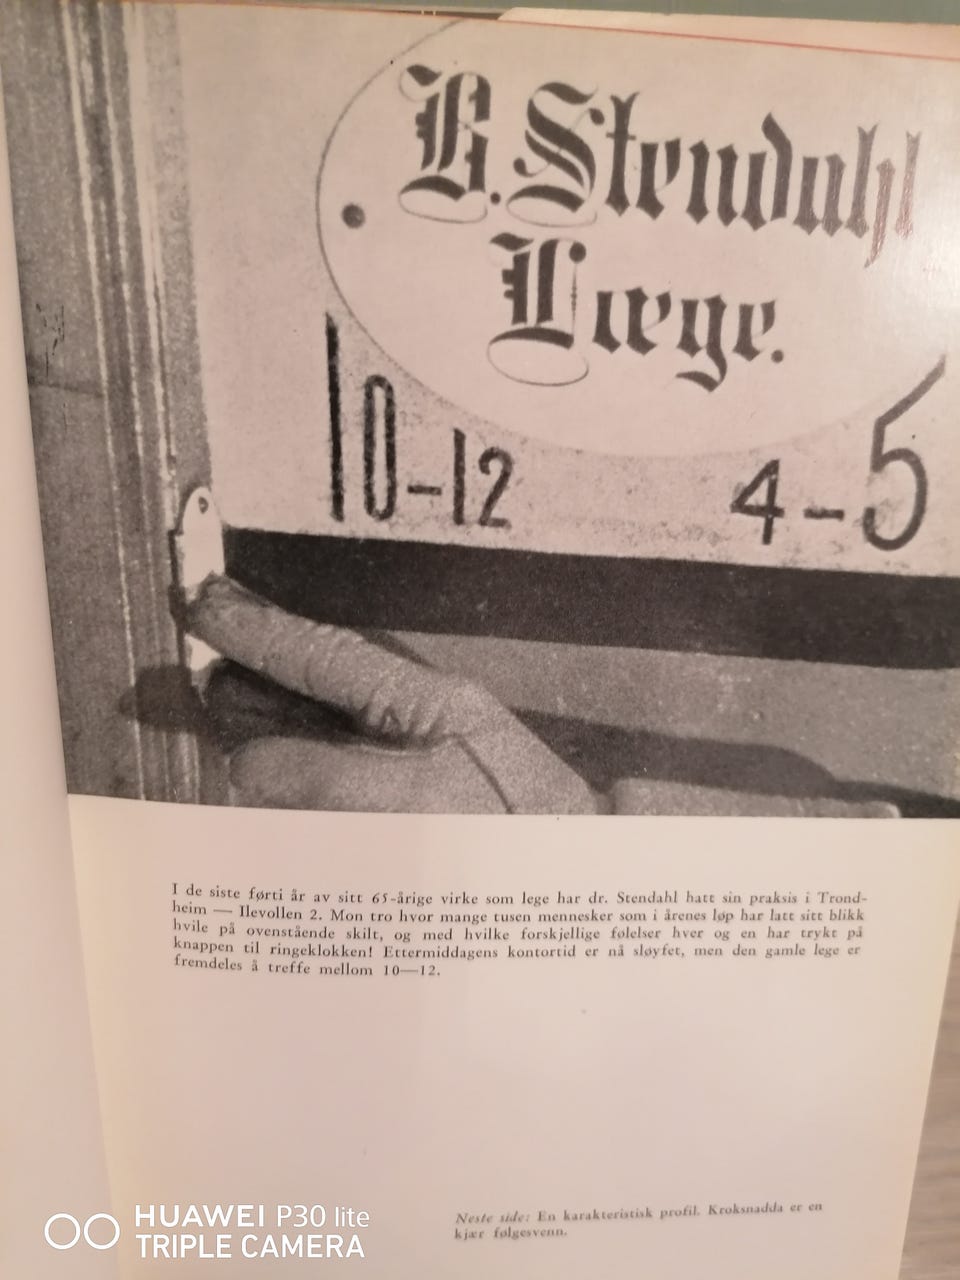 B. Stendahl
Læge.
10-12 4-5
I de siste førti år av sitt 65-årige virke som lege har dr. Stendahl hatt sin praksis i Trond-
heim — Ilevollen 2. Mon tro hvor mange tusen mennesker som i årenes løp har latt sitt blikk
hvile på ovenstående skilt, og med hvilke forskjellige følelser hver og en har trykt på
knappen til ringeklokken! Ettermiddagens kontortid er nå sløyfet, men den gamle lege er
fremdeles å treffe mellom 10—12.
Neste side: En karakteristisk profil. Kroksnadda er en
kjær følgesvenn.
HUAWEI P30 lite
TRIPLE CAMERA